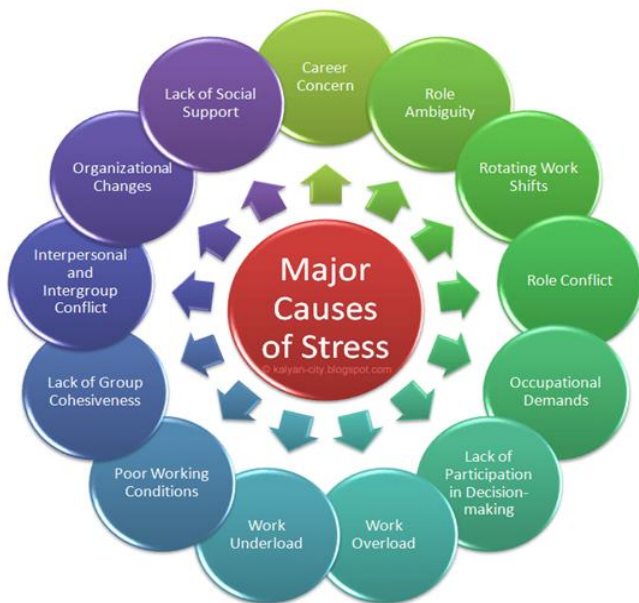 Major
Causes
of Stress
© kalyan-city.blogspot.com
Career
Concern
Role
Ambiguity
Rotating Work
Shifts
Role Conflict
Occupational
Demands
Lack of
Participation
in Decision-
making
Work
Overload
Work
Underload
Poor Working
Conditions
Lack of Group
Cohesiveness
Interpersonal
and
Intergroup
Conflict
Organizational
Changes
Lack of Social
Support